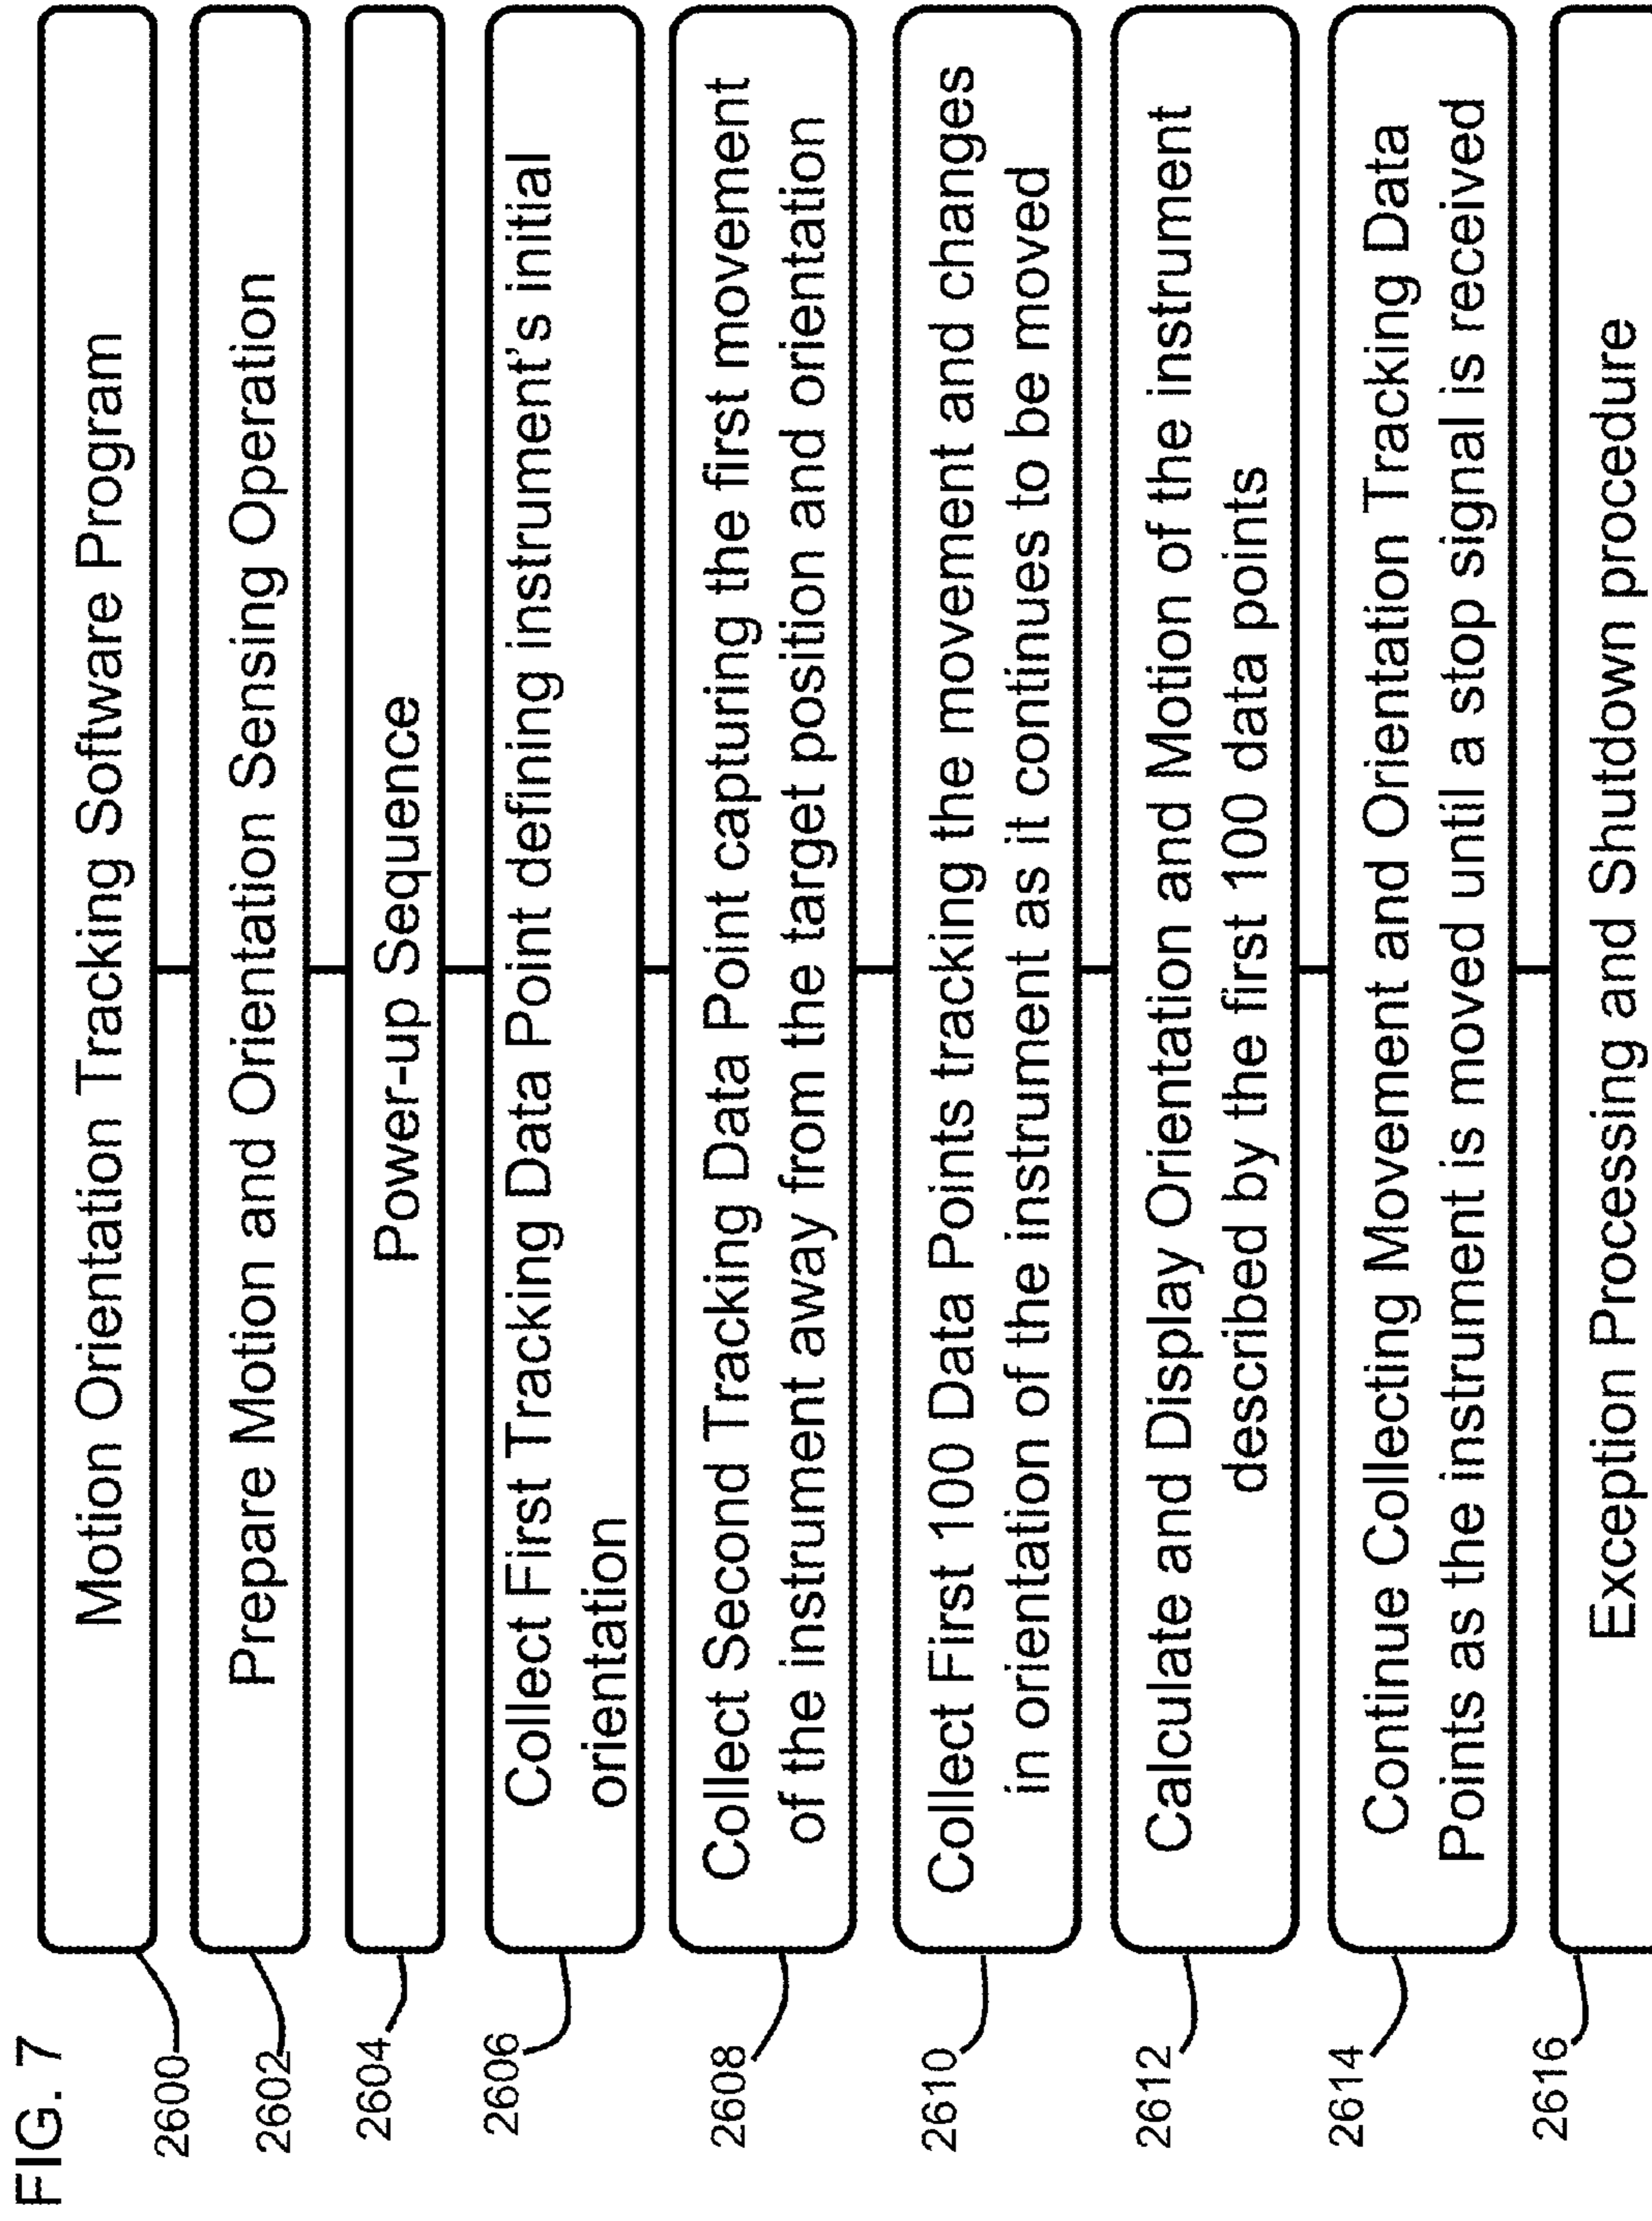 FIG. 7
2600
Motion Orientation Tracking Software Program
2602
Prepare Motion and Orientation Sensing Operation
2604
Power-up Sequence
2606
Collect First Tracking Data Point defining instrument's initial
orientation
2608
Collect Second Tracking Data Point capturing the first movement
of the instrument away from the target position and orientation
2610
Collect First 100 Data Points tracking the movement and changes
in orientation of the instrument as it continues to be moved
2612
Calculate and Display Orientation and Motion of the instrument
described by the first 100 data points
2614
Continue Collecting Movement and Orientation Tracking Data
Points as the instrument is moved until a stop signal is received
2616
Exception Processing and Shutdown procedure